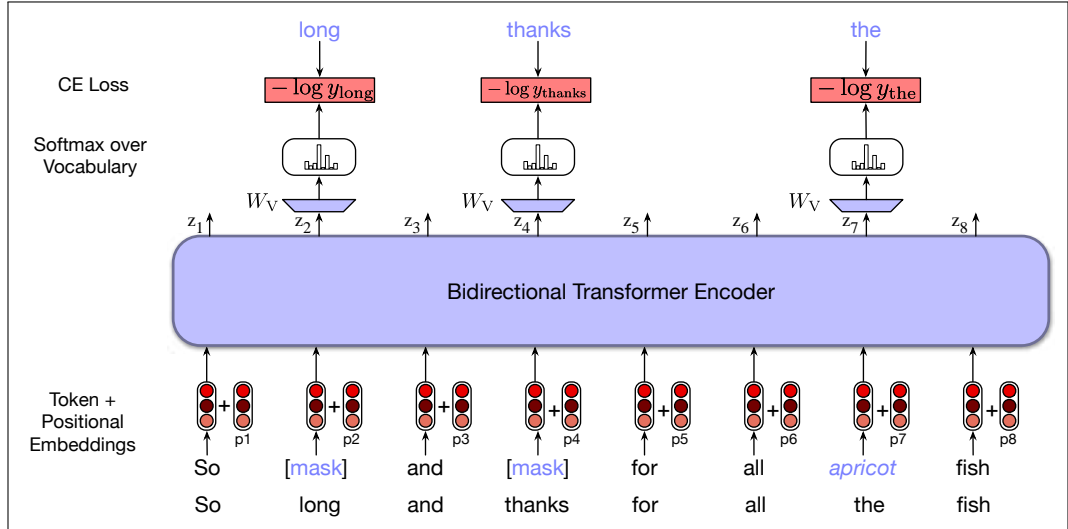 long thanks the
CE Loss − log y_long − log y_thanks − log y_the
Softmax over
Vocabulary
W_V W_V W_V
z_1 z_2 z_3 z_4 z_5 z_6 z_7 z_8
Bidirectional Transformer Encoder
Token +
Positional
Embeddings
+ + + + + + + +
p1 p2 p3 p4 p5 p6 p7 p8
So [mask] and [mask] for all apricot fish
So long and thanks for all the fish